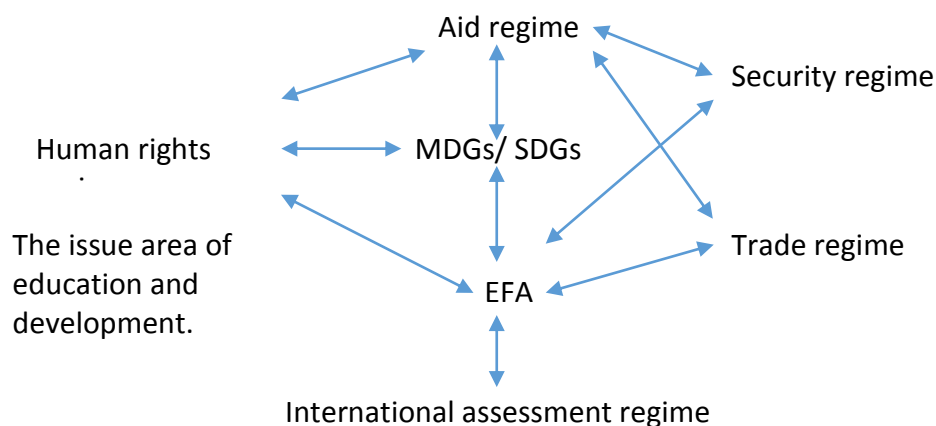 Aid regime
Security regime
Human rights
MDGs/ SDGs
.
The issue area of
education and
development.
Trade regime
EFA
International assessment regime